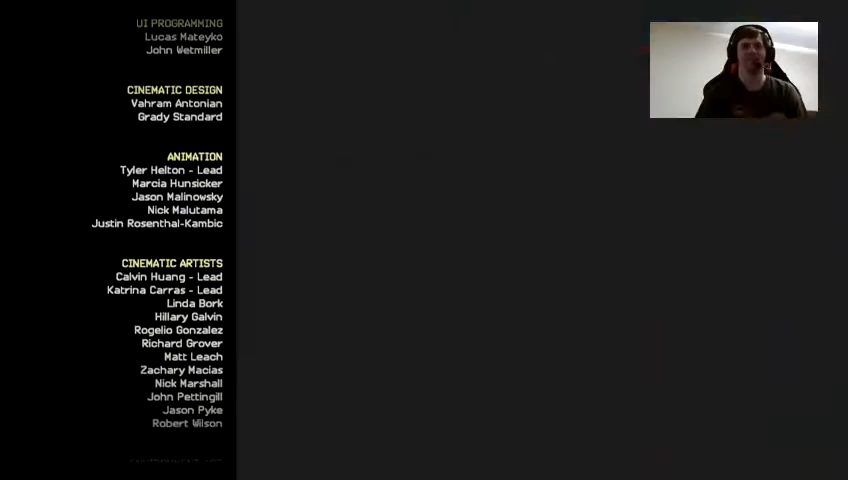 UI PROGRAMMING
Lucas Mateyko
John Wetmiller
CINEMATIC DESIGN
Vahram Antonian
Grady Standard
ANIMATION
Tyler Helton - Lead
Marcia Hunsicker
Jason Malinowsky
Nick Malutama
Justin Rosenthal-Kambic
CINEMATIC ARTISTS
Calvin Huang - Lead
Katrina Carras - Lead
Linda Bork
Hillary Galvin
Rogelio Gonzalez
Richard Grover
Matt Leach
Zachary Macias
Nick Marshall
John Pettingill
Jason Pyke
Robert Wilson